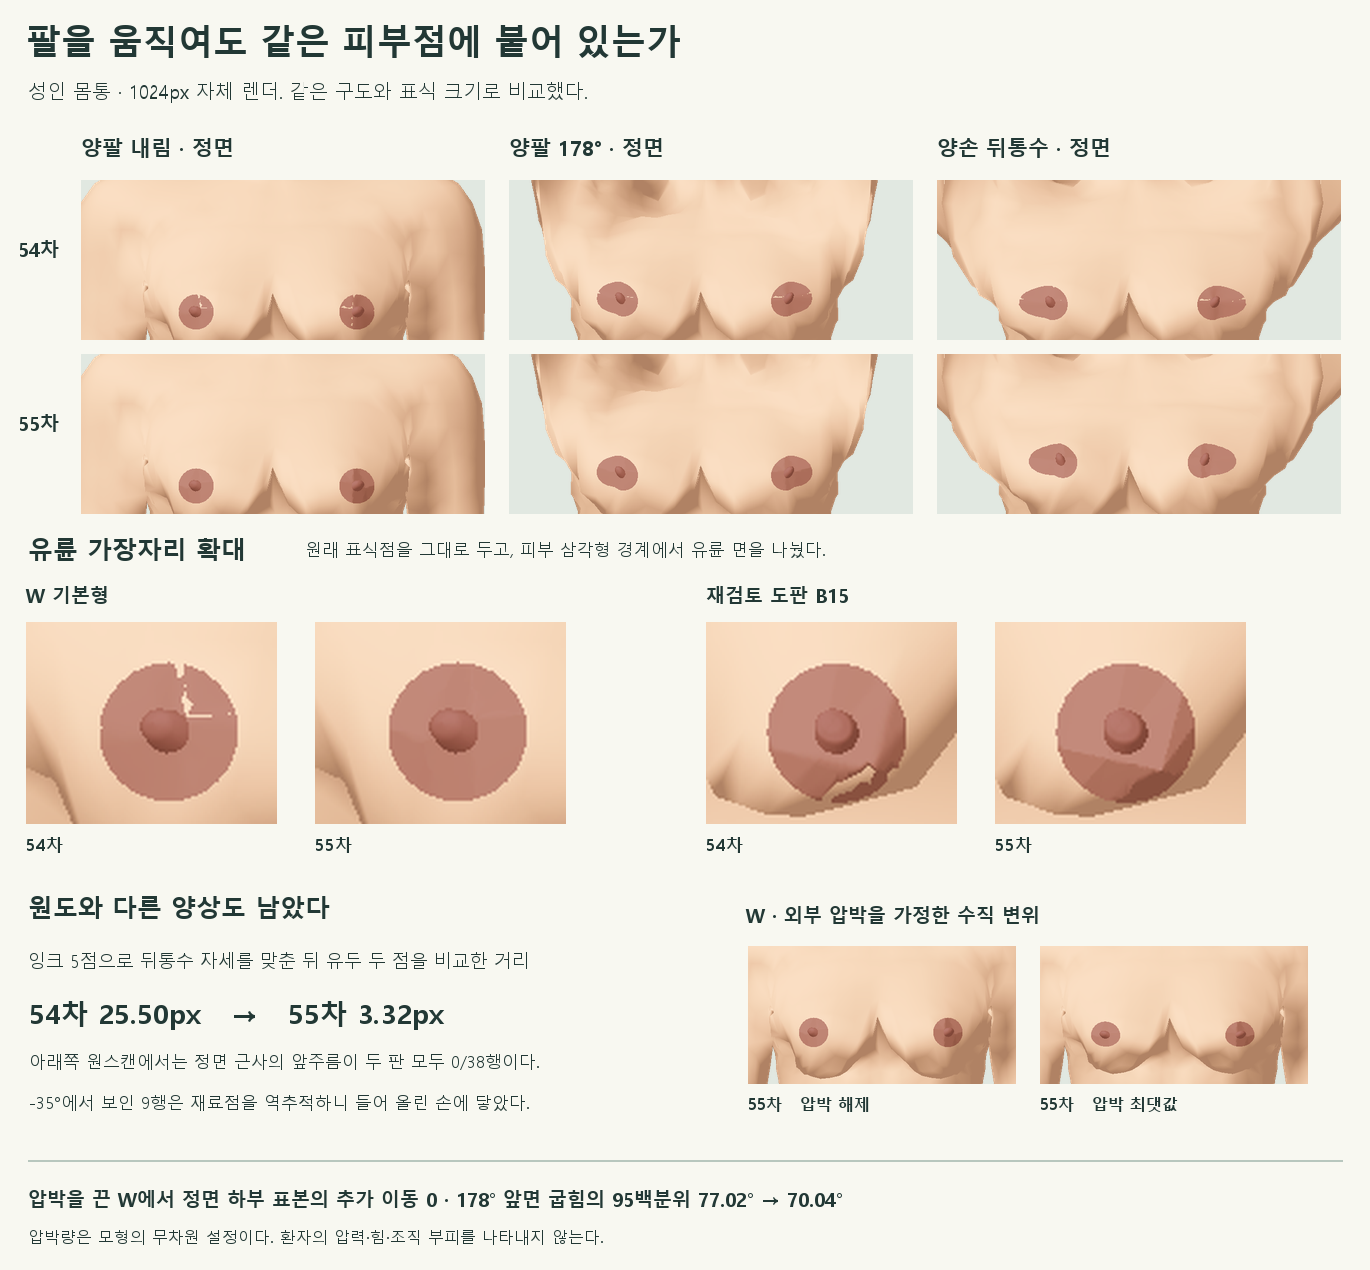 팔을 움직여도 같은 피부점에 붙어 있는가
성인 몸통 · 1024px 자체 렌더. 같은 구도와 표식 크기로 비교했다.
양팔 내림 · 정면
양팔 178° · 정면
양손 뒤통수 · 정면
54차
55차
유륜 가장자리 확대
원래 표식점을 그대로 두고, 피부 삼각형 경계에서 유륜 면을 나눴다.
W 기본형
재검토 도판 B15
54차
55차
54차
55차
원도와 다른 양상도 남았다
W · 외부 압박을 가정한 수직 변위
잉크 5점으로 뒤통수 자세를 맞춘 뒤 유두 두 점을 비교한 거리
54차 25.50px → 55차 3.32px
아래쪽 원스캔에서는 정면 근사의 앞주름이 두 판 모두 0/38행이다.
-35°에서 보인 9행은 재료점을 역추적하니 들어 올린 손에 닿았다.
55차 압박 해제
55차 압박 최댓값
압박을 끈 W에서 정면 하부 표본의 추가 이동 0 · 178° 앞면 굽힘의 95백분위 77.02° → 70.04°
압박량은 모형의 무차원 설정이다. 환자의 압력·힘·조직 부피를 나타내지 않는다.